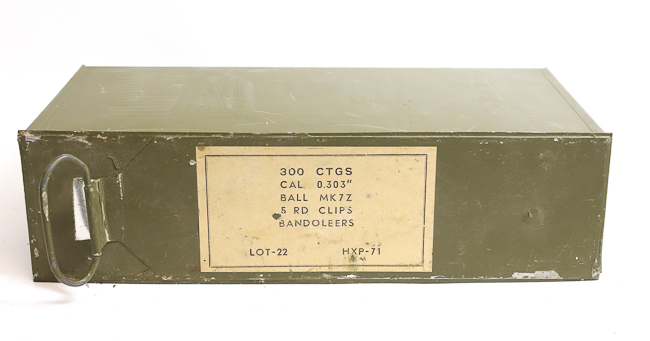 300 CTGS
CAL. 0.303"
BALL MK7Z
5 RD CLIPS
BANDOLEERS
LOT-22 HXP-71